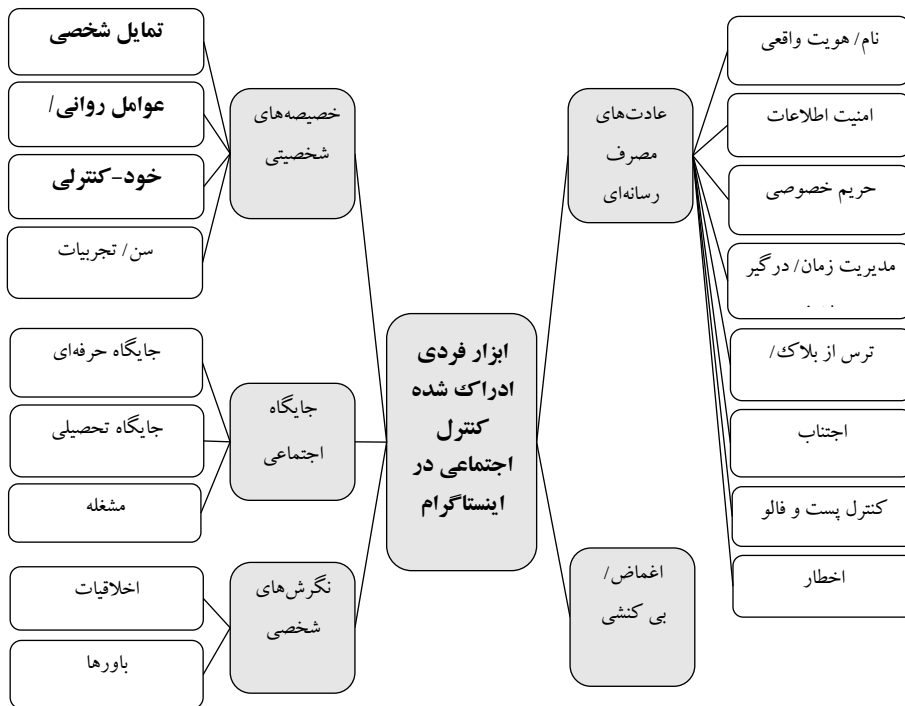 نام/ هویت واقعی
امنیت اطلاعات
حریم خصوصی
مدیریت زمان/ درگیر
ترس از بلاک/
اجتناب
کنترل پست و فالو
اخطار
عادت‌های
مصرف
رسانه‌ای
اغماض/
بی کنشی
ابزار فردی
ادراک شده
کنترل
اجتماعی در
اینستاگرام
خصیصه‌های
شخصیتی
جایگاه
اجتماعی
نگرش‌های
شخصی
تمایل شخصی
عوامل روانی/
خود-کنترلی
سن/ تجربیات
جایگاه حرفه‌ای
جایگاه تحصیلی
مشغله
اخلاقیات
باورها